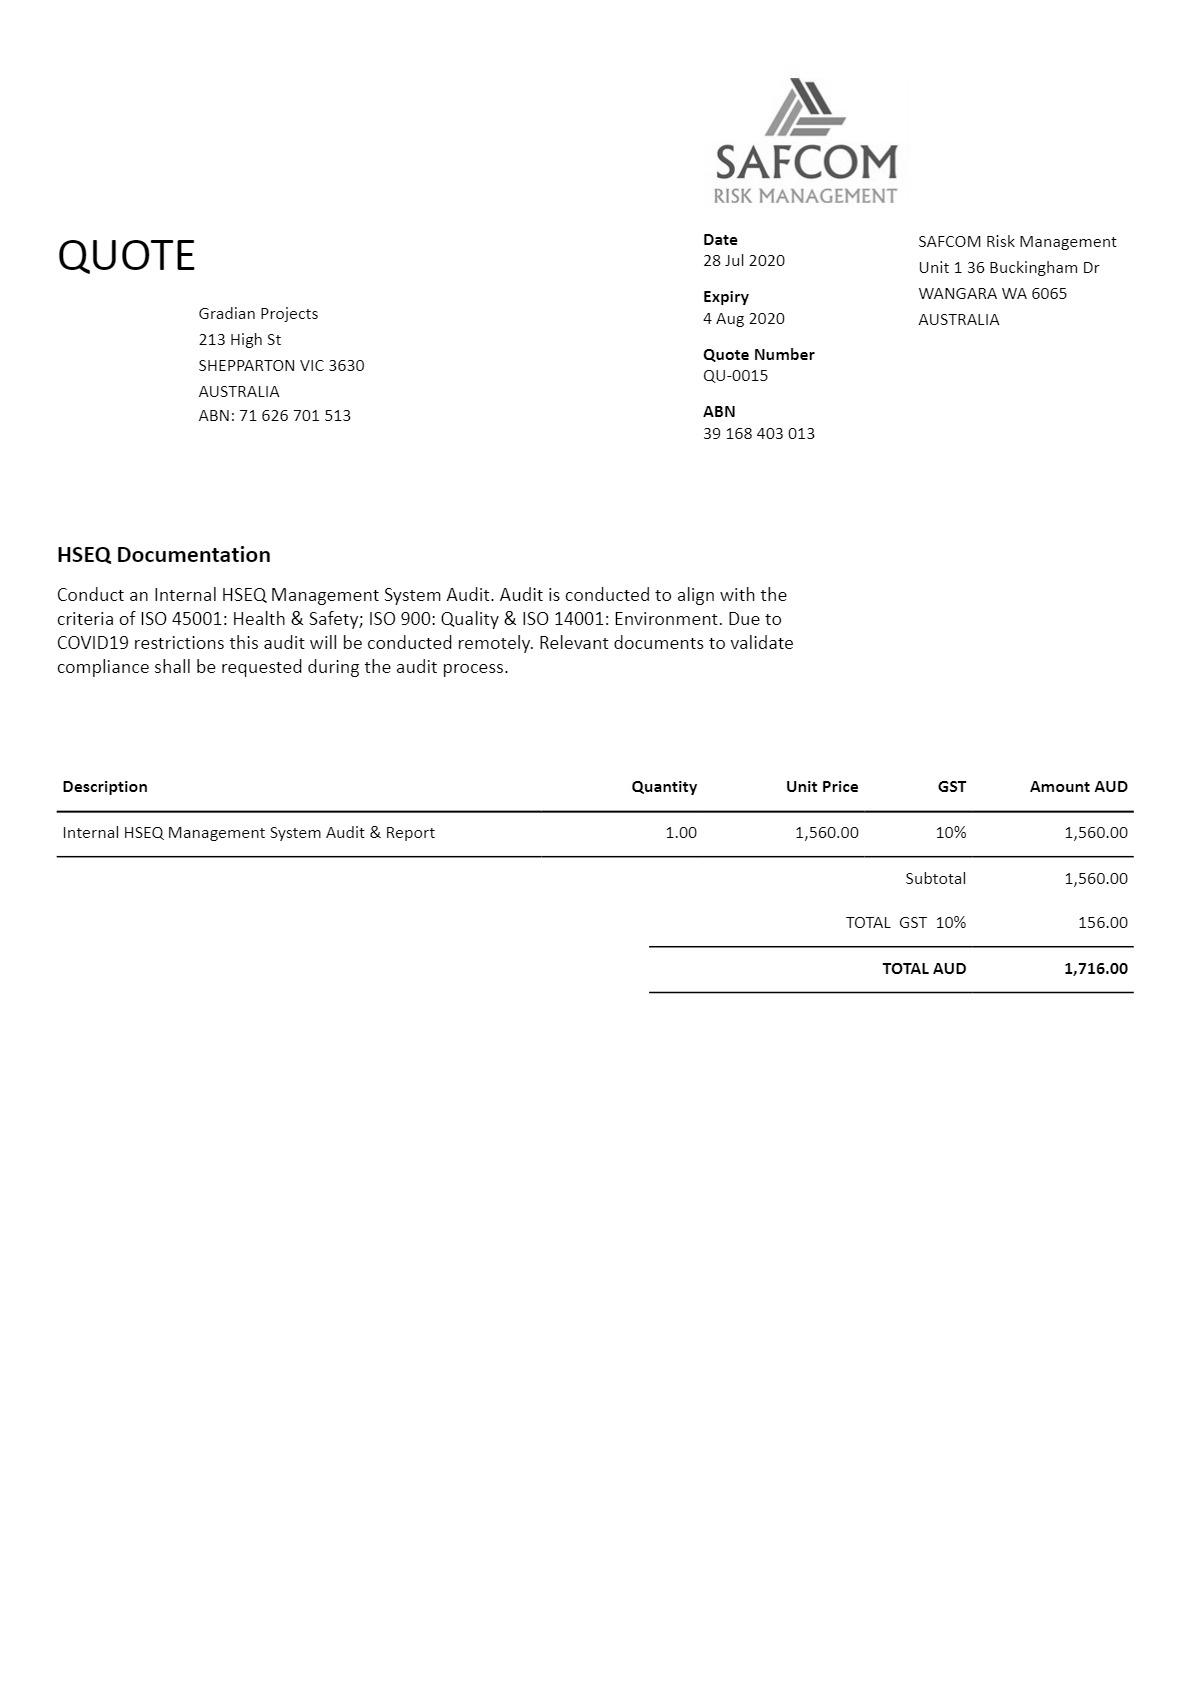 SAFCOM
RISK MANAGEMENT
QUOTE
Gradian Projects
213 High St
SHEPPARTON VIC 3630
AUSTRALIA
ABN: 71 626 701 513
Date
28 Jul 2020
Expiry
4 Aug 2020
Quote Number
QU-0015
ABN
39 168 403 013
SAFCOM Risk Management
Unit 1 36 Buckingham Dr
WANGARA WA 6065
AUSTRALIA
HSEQ Documentation
Conduct an Internal HSEQ Management System Audit. Audit is conducted to align with the
criteria of ISO 45001: Health & Safety; ISO 900: Quality & ISO 14001: Environment. Due to
COVID19 restrictions this audit will be conducted remotely. Relevant documents to validate
compliance shall be requested during the audit process.
Description Quantity Unit Price GST Amount AUD
Internal HSEQ Management System Audit & Report 1.00 1,560.00 10% 1,560.00
Subtotal 1,560.00
TOTAL GST 10% 156.00
TOTAL AUD 1,716.00